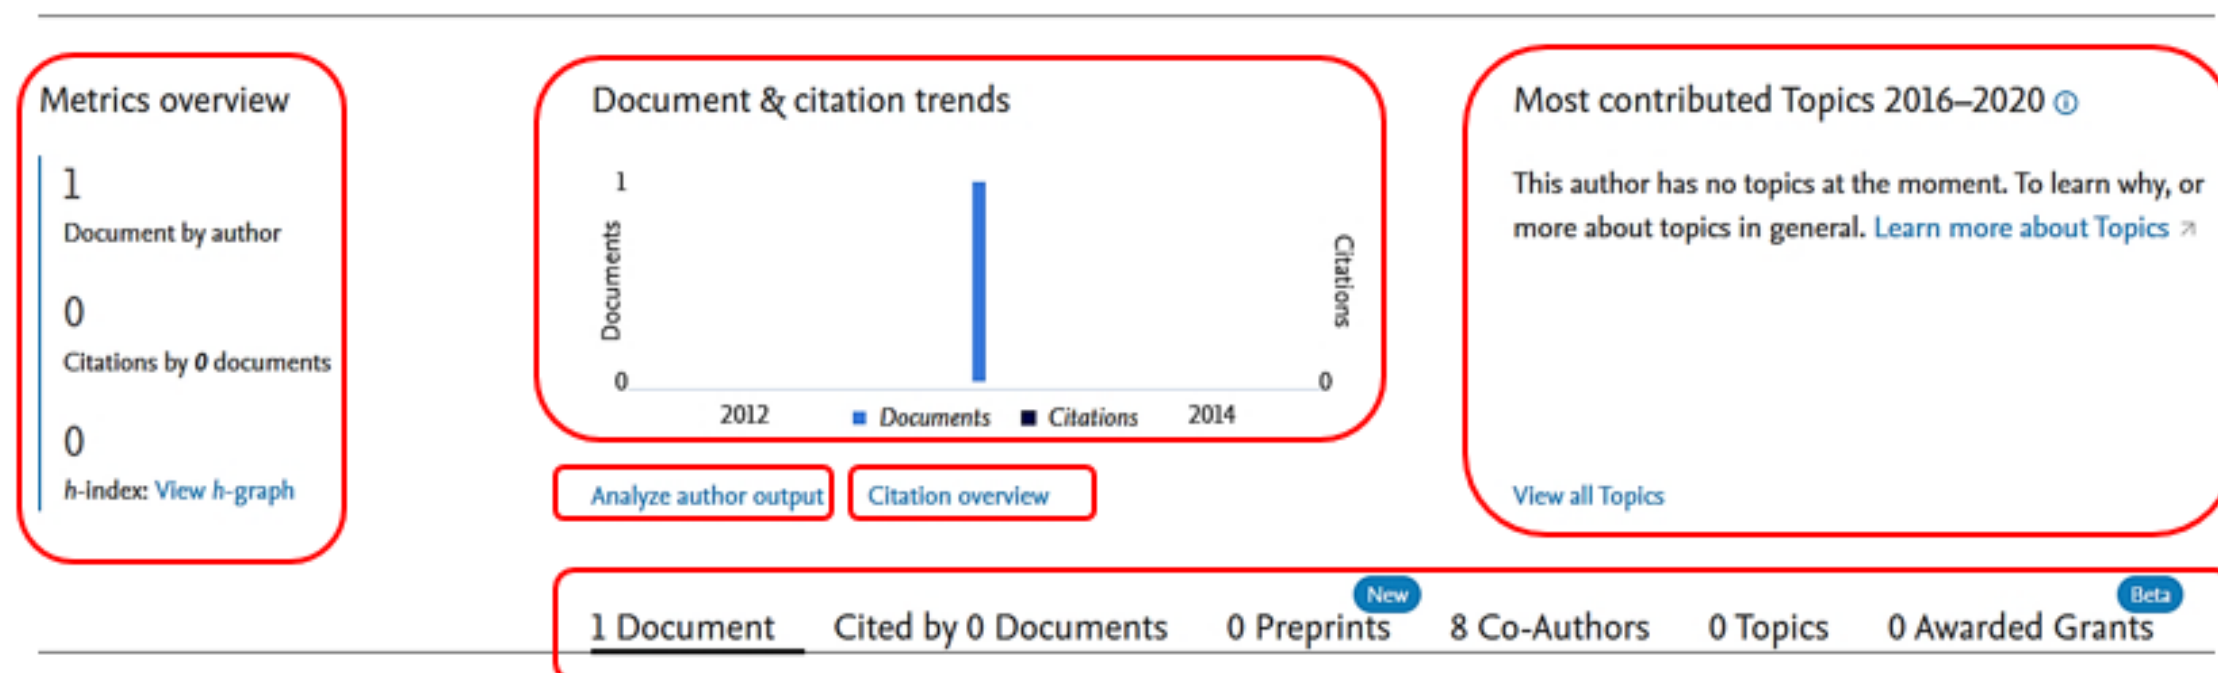 Metrics overview
1
Document by author
0
Citations by 0 documents
0
h-index: View h-graph
Document & citation trends
1
Documents
0
Citations
0
2012
Documents
Citations
2014
Analyze author output
Citation overview
Most contributed Topics 2016–2020
This author has no topics at the moment. To learn why, or
more about topics in general. Learn more about Topics
View all Topics
New
Beta
1 Document Cited by 0 Documents 0 Preprints 8 Co-Authors 0 Topics 0 Awarded Grants